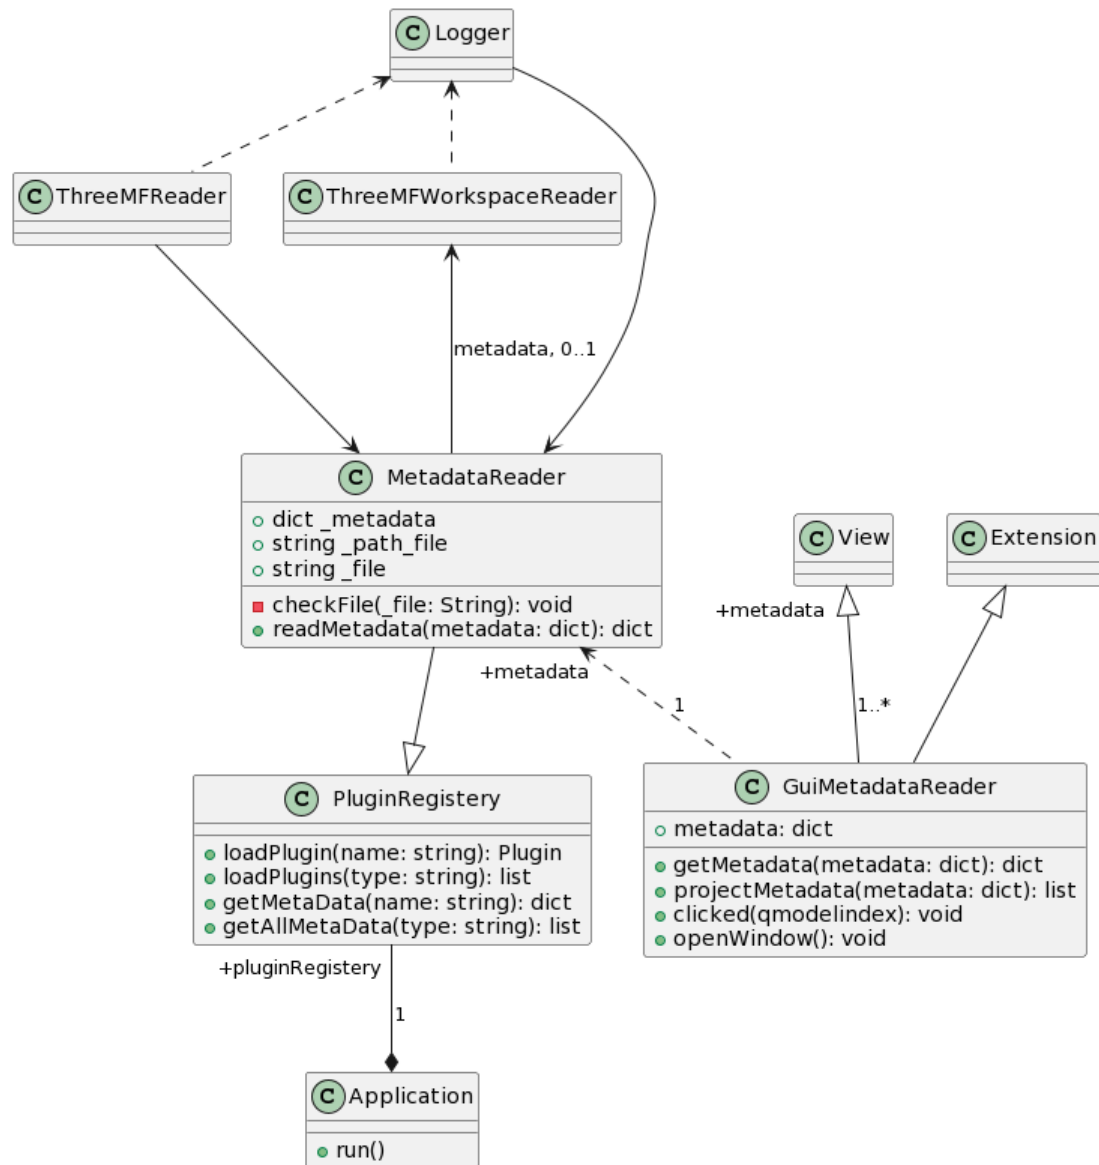 C Logger
C ThreeMFReader
C ThreeMFWorkspaceReader
metadata, 0..1
C MetadataReader
dict _metadata
string _path_file
string _file
checkFile(_file: String): void
readMetadata(metadata: dict): dict
C View
C Extension
+metadata
+metadata
1
1..*
C PluginRegistery
loadPlugin(name: string): Plugin
loadPlugins(type: string): list
getMetaData(name: string): dict
getAllMetaData(type: string): list
C GuiMetadataReader
metadata: dict
getMetadata(metadata: dict): dict
projectMetadata(metadata: dict): list
clicked(qmodelindex): void
openWindow(): void
+pluginRegistery
1
C Application
run()